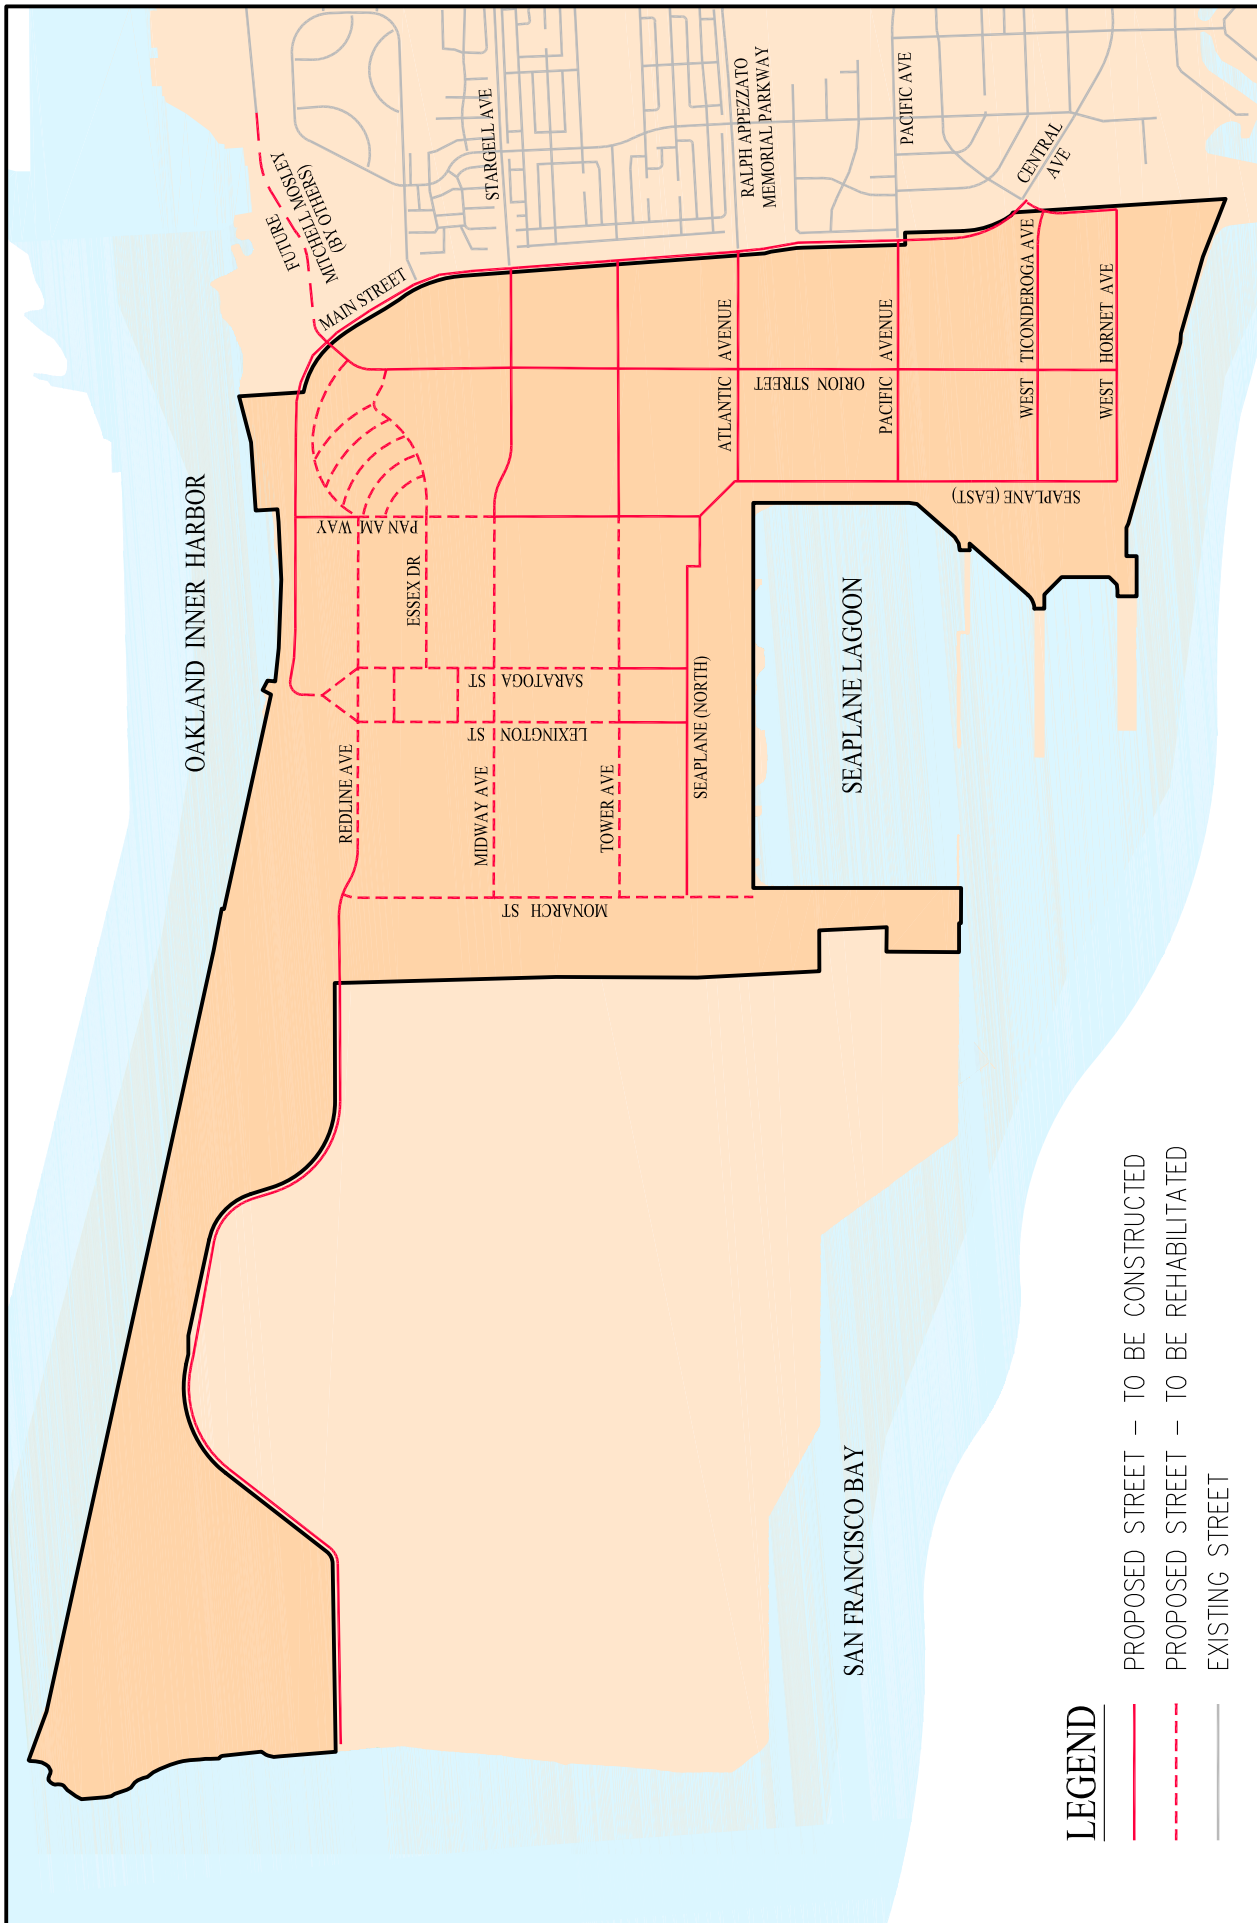 OAKLAND INNER HARBOR
FUTURE
MITCHELL MOSLEY
(BY OTHERS)
MAIN STREET
STARGELL AVE
RALPH APPEZZATO
MEMORIAL PARKWAY
PACIFIC AVE
CENTRAL
AVE
PAN AM WAY
ESSEX DR
ATLANTIC AVENUE
ORION STREET
PACIFIC AVENUE
WEST TICONDEROGA AVE
WEST HORNET AVE
SEAPLANE (EAST)
REDLINE AVE
MIDWAY AVE
TOWER AVE
SARATOGA ST
LEXINGTON ST
SEAPLANE (NORTH)
MONARCH ST
SEAPLANE LAGOON
SAN FRANCISCO BAY
LEGEND
PROPOSED STREET - TO BE CONSTRUCTED
PROPOSED STREET - TO BE REHABILITATED
EXISTING STREET